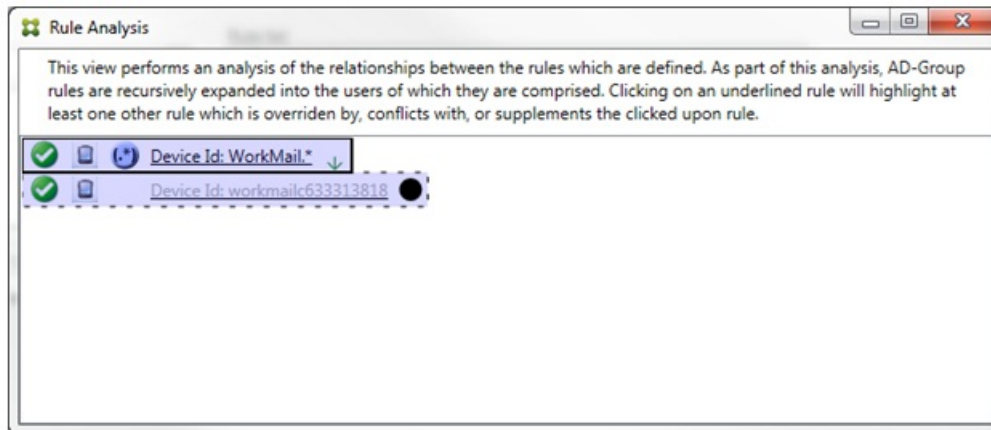 Rule Analysis
This view performs an analysis of the relationships between the rules which are defined. As part of this analysis, AD-Group
rules are recursively expanded into the users of which they are comprised. Clicking on an underlined rule will highlight at
least one other rule which is overriden by, conflicts with, or supplements the clicked upon rule.
(.*) Device Id: WorkMail.*
Device Id: workmailc633313818